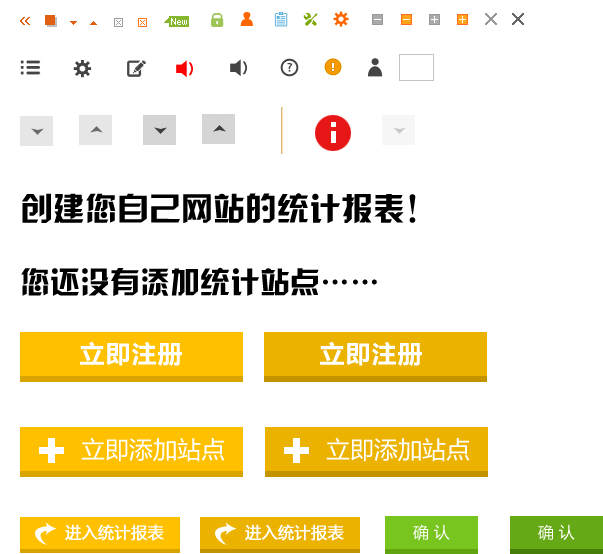 New
创建您自己网站的统计报表!
您还没有添加统计站点……
立即注册 立即注册
立即添加站点 立即添加站点
进入统计报表 进入统计报表 确 认 确 认